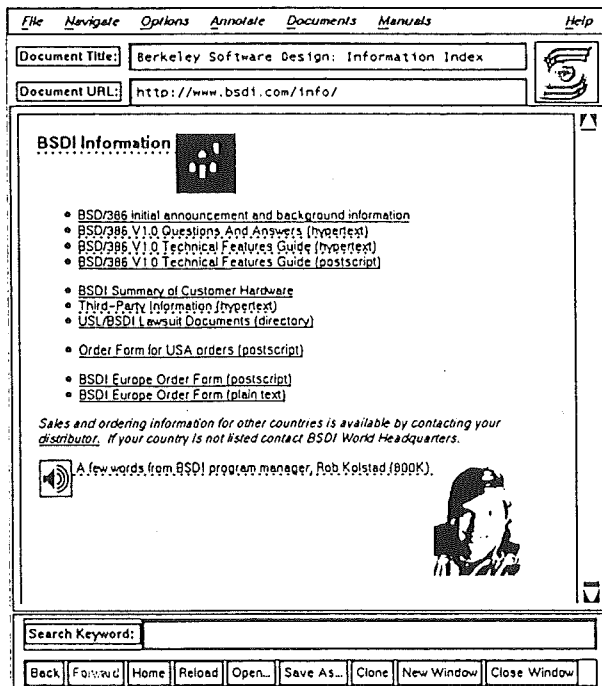 File Navigate Options Annotate Documents Manuals Help
Document Title: Berkeley Software Design: Information Index
Document URL: http://www.bsdi.com/info/
BSDI Information
BSD/386 Initial announcement and background information
BSD/386 V1.0 Questions And Answers (hypertext)
BSD/386 V1.0 Technical Features Guide (hypertext)
BSD/386 V1.0 Technical Features Guide (postscript)
BSDI Summary of Customer Hardware
Third-Party Information (hypertext)
USL/BSDI Lawsuit Documents (directory)
Order Form for USA orders (postscript)
BSDI Europe Order Form (postscript)
BSDI Europe Order Form (plain text)
Sales and ordering information for other countries is available by contacting your
distributor. If your country is not listed contact BSDI World Headquarters.
A few words from BSDI program manager, Rob Kolstad (900K).
Search Keyword:
Back Forward Home Reload Open... Save As... Clone New Window Close Window